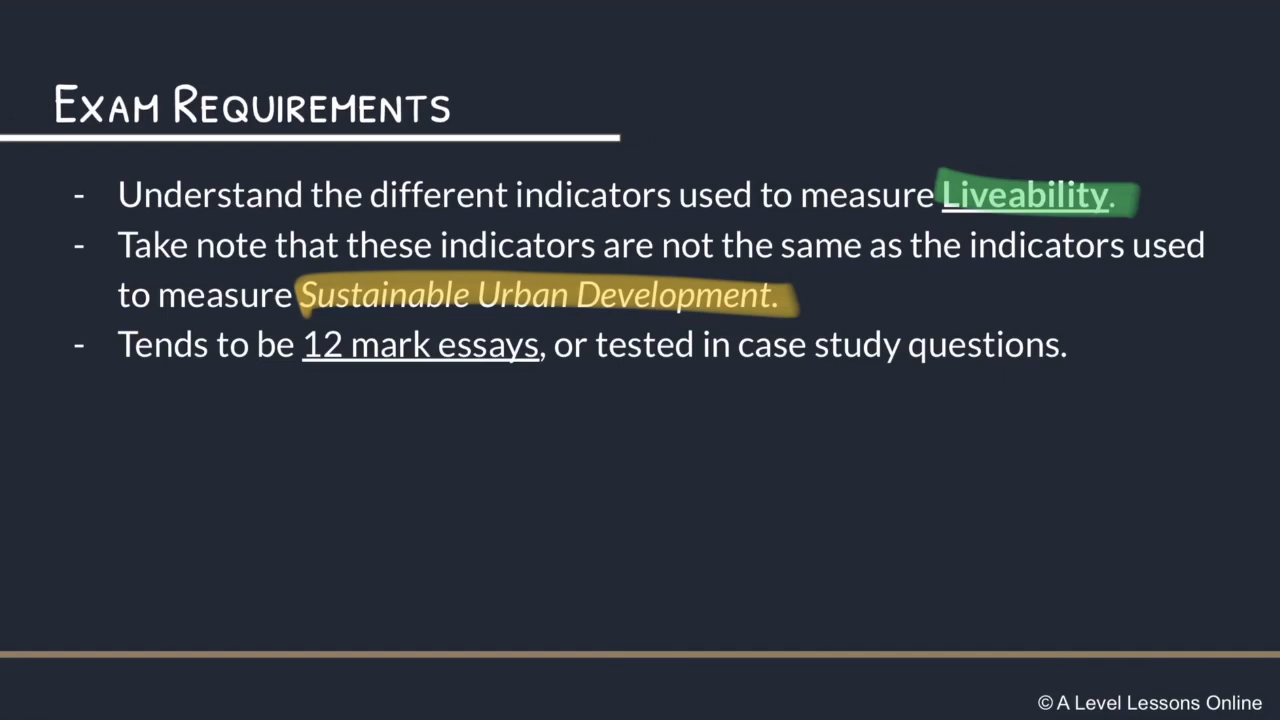 Exam Requirements
- Understand the different indicators used to measure Liveability.
- Take note that these indicators are not the same as the indicators used
to measure Sustainable Urban Development.
- Tends to be 12 mark essays, or tested in case study questions.
© A Level Lessons Online